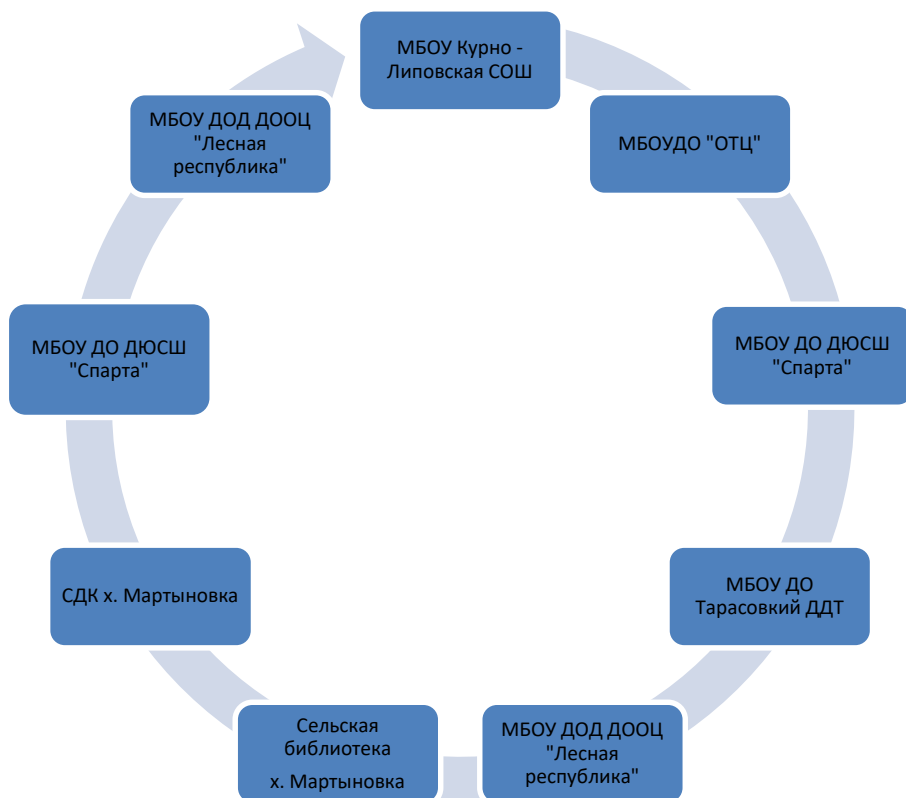 МБОУ Курно -
Липовская СОШ
МБОУДО "ОТЦ"
МБОУ ДО ДЮСШ
"Спарта"
МБОУ ДО
Тарасовкий ДДТ
МБОУ ДОД ДООЦ
"Лесная
республика"
Сельская
библиотека
х. Мартыновка
СДК х. Мартыновка
МБОУ ДО ДЮСШ
"Спарта"
МБОУ ДОД ДООЦ
"Лесная
республика"